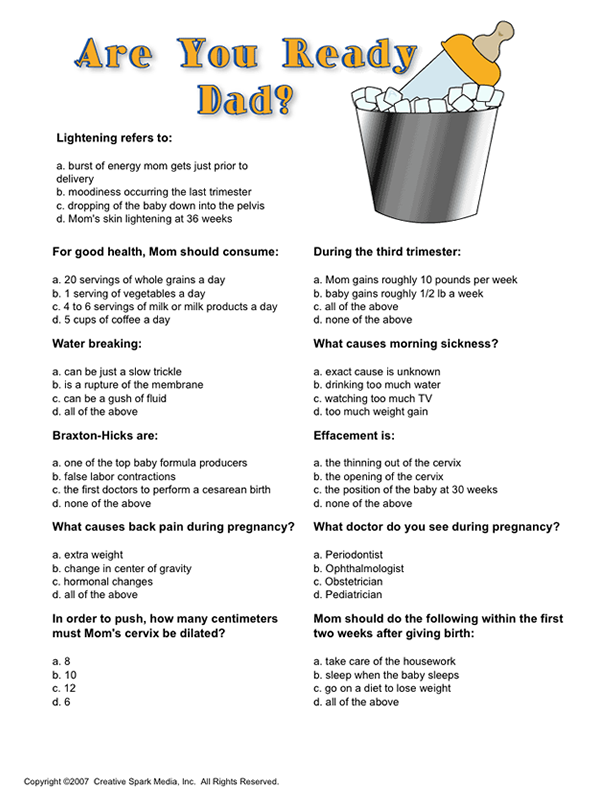 Are You Ready
Dad?
Lightening refers to:
a. burst of energy mom gets just prior to
delivery
b. moodiness occurring the last trimester
c. dropping of the baby down into the pelvis
d. Mom's skin lightening at 36 weeks
For good health, Mom should consume:
a. 20 servings of whole grains a day
b. 1 serving of vegetables a day
c. 4 to 6 servings of milk or milk products a day
d. 5 cups of coffee a day
During the third trimester:
a. Mom gains roughly 10 pounds per week
b. baby gains roughly 1/2 lb a week
c. all of the above
d. none of the above
Water breaking:
a. can be just a slow trickle
b. is a rupture of the membrane
c. can be a gush of fluid
d. all of the above
What causes morning sickness?
a. exact cause is unknown
b. drinking too much water
c. watching too much TV
d. too much weight gain
Braxton-Hicks are:
a. one of the top baby formula producers
b. false labor contractions
c. the first doctors to perform a cesarean birth
d. none of the above
Effacement is:
a. the thinning out of the cervix
b. the opening of the cervix
c. the position of the baby at 30 weeks
d. none of the above
What causes back pain during pregnancy?
a. extra weight
b. change in center of gravity
c. hormonal changes
d. all of the above
What doctor do you see during pregnancy?
a. Periodontist
b. Ophthalmologist
c. Obstetrician
d. Pediatrician
In order to push, how many centimeters
must Mom's cervix be dilated?
a. 8
b. 10
c. 12
d. 6
Mom should do the following within the first
two weeks after giving birth:
a. take care of the housework
b. sleep when the baby sleeps
c. go on a diet to lose weight
d. all of the above
Copyright ©2007 Creative Spark Media, Inc. All Rights Reserved.